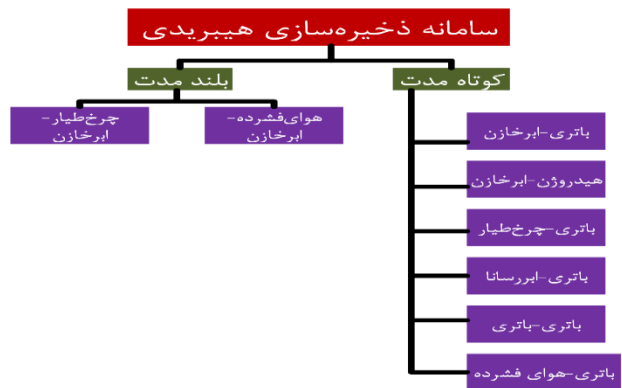 سامانه ذخیره‌سازی هیبریدی
کوتاه مدت
بلند مدت
باتری-ابرخازن
هیدروژن-ابرخازن
باتری-چرخ‌طیار
باتری-ابررسانا
باتری-باتری
باتری-هوای فشرده
هوای‌فشرده-
ابرخازن
چرخ‌طیار-
ابرخازن